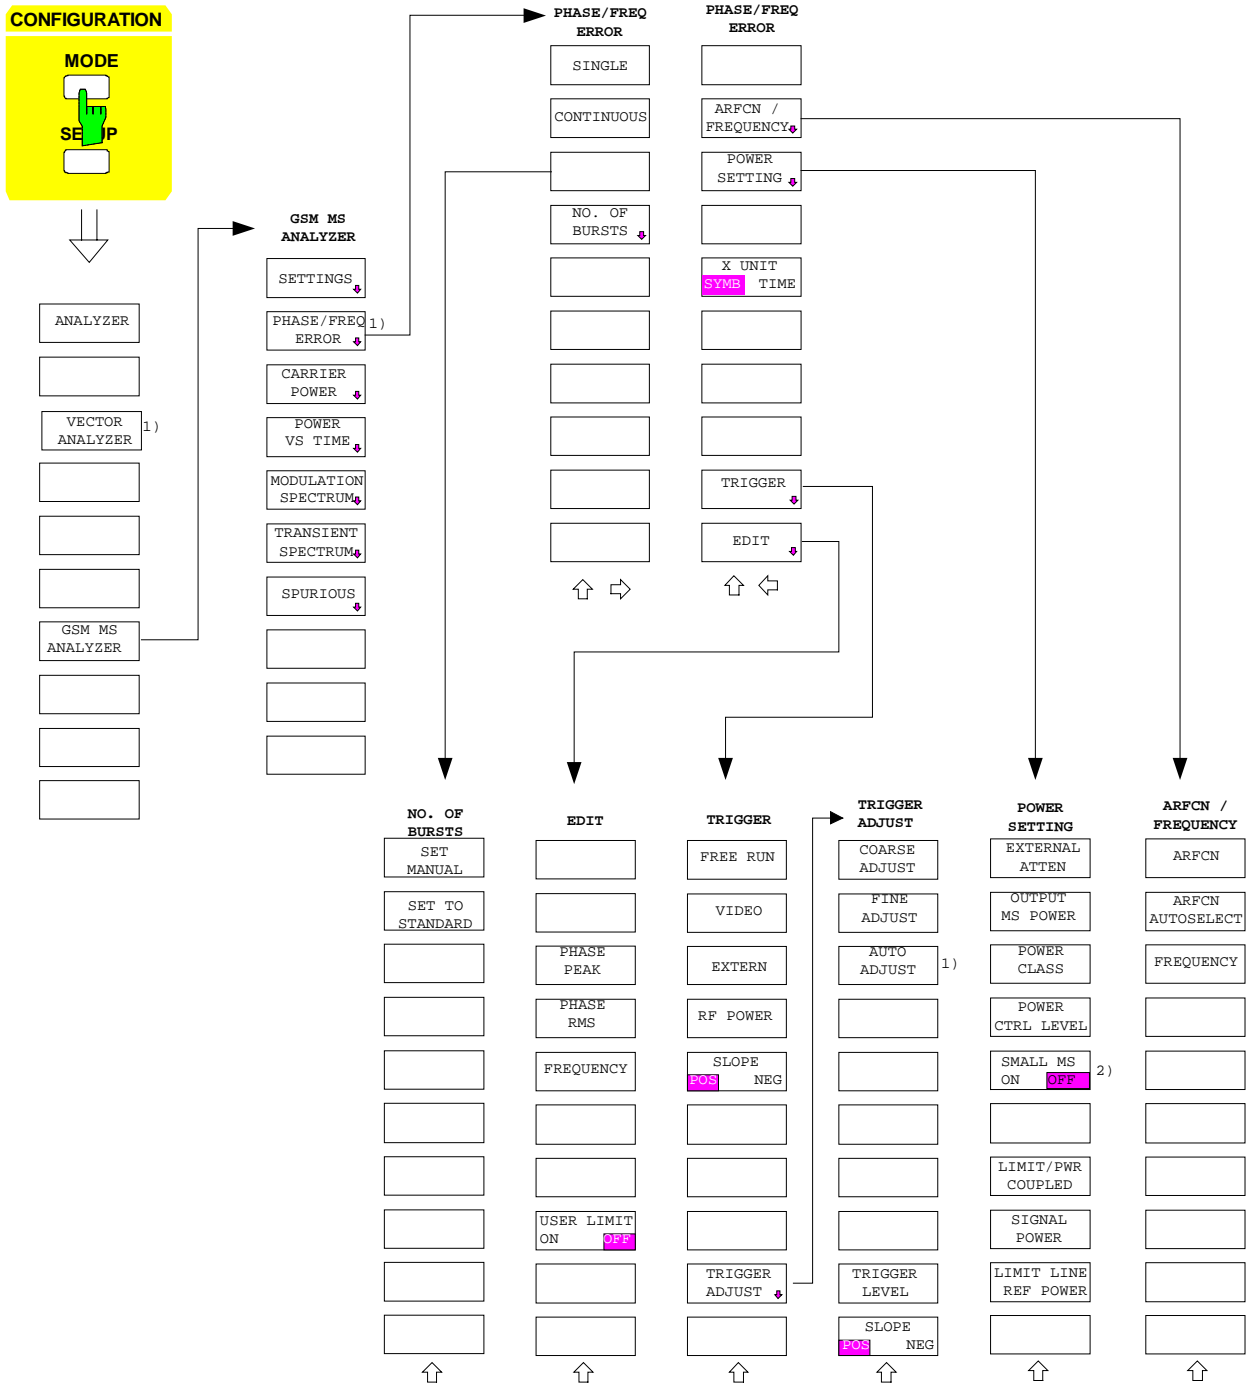 CONFIGURATION
MODE
SE UP
ANALYZER
VECTOR
ANALYZER
1)
GSM MS
ANALYZER
GSM MS
ANALYZER
SETTINGS
PHASE/FREQ
ERROR
1)
CARRIER
POWER
POWER
VS TIME
MODULATION
SPECTRUM
TRANSIENT
SPECTRUM
SPURIOUS
PHASE/FREQ
ERROR
SINGLE
CONTINUOUS
NO. OF
BURSTS
PHASE/FREQ
ERROR
ARFCN /
FREQUENCY
POWER
SETTING
X UNIT
SYMB TIME
TRIGGER
EDIT
NO. OF
BURSTS
SET
MANUAL
SET TO
STANDARD
EDIT
PHASE
PEAK
PHASE
RMS
FREQUENCY
USER LIMIT
ON OFF
TRIGGER
FREE RUN
VIDEO
EXTERN
RF POWER
SLOPE
POS NEG
TRIGGER
ADJUST
TRIGGER
ADJUST
COARSE
ADJUST
FINE
ADJUST
AUTO
ADJUST
1)
TRIGGER
LEVEL
SLOPE
POS NEG
POWER
SETTING
EXTERNAL
ATTEN
OUTPUT
MS POWER
POWER
CLASS
POWER
CTRL LEVEL
SMALL MS
ON OFF
2)
LIMIT/PWR
COUPLED
SIGNAL
POWER
LIMIT LINE
REF POWER
ARFCN /
FREQUENCY
ARFCN
ARFCN
AUTOSELECT
FREQUENCY